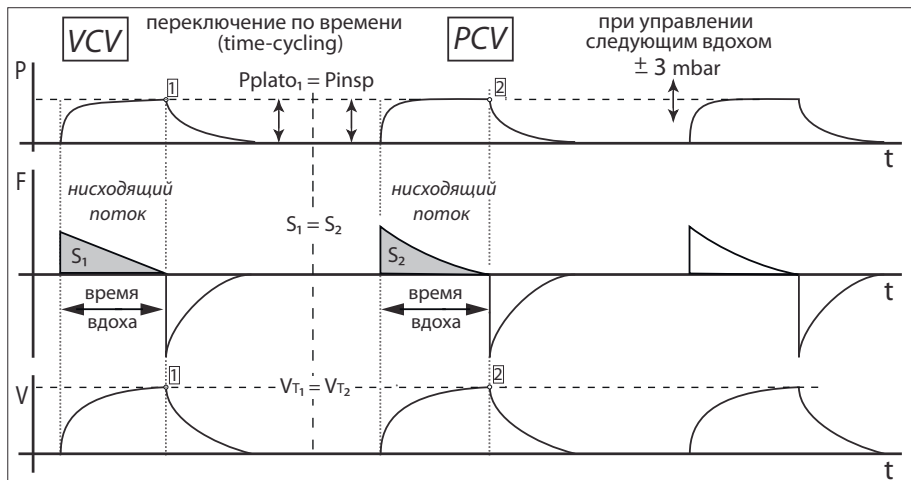 VCV
переключение по времени
(time-cycling)
PCV
при управлении
следующим вдохом
± 3 mbar
P
1
Pplato1 = Pinsp
2
t
F
нисходящий
поток
S1
S1 = S2
нисходящий
поток
S2
t
время
вдоха
время
вдоха
V
1
VT1 = VT2
2
t